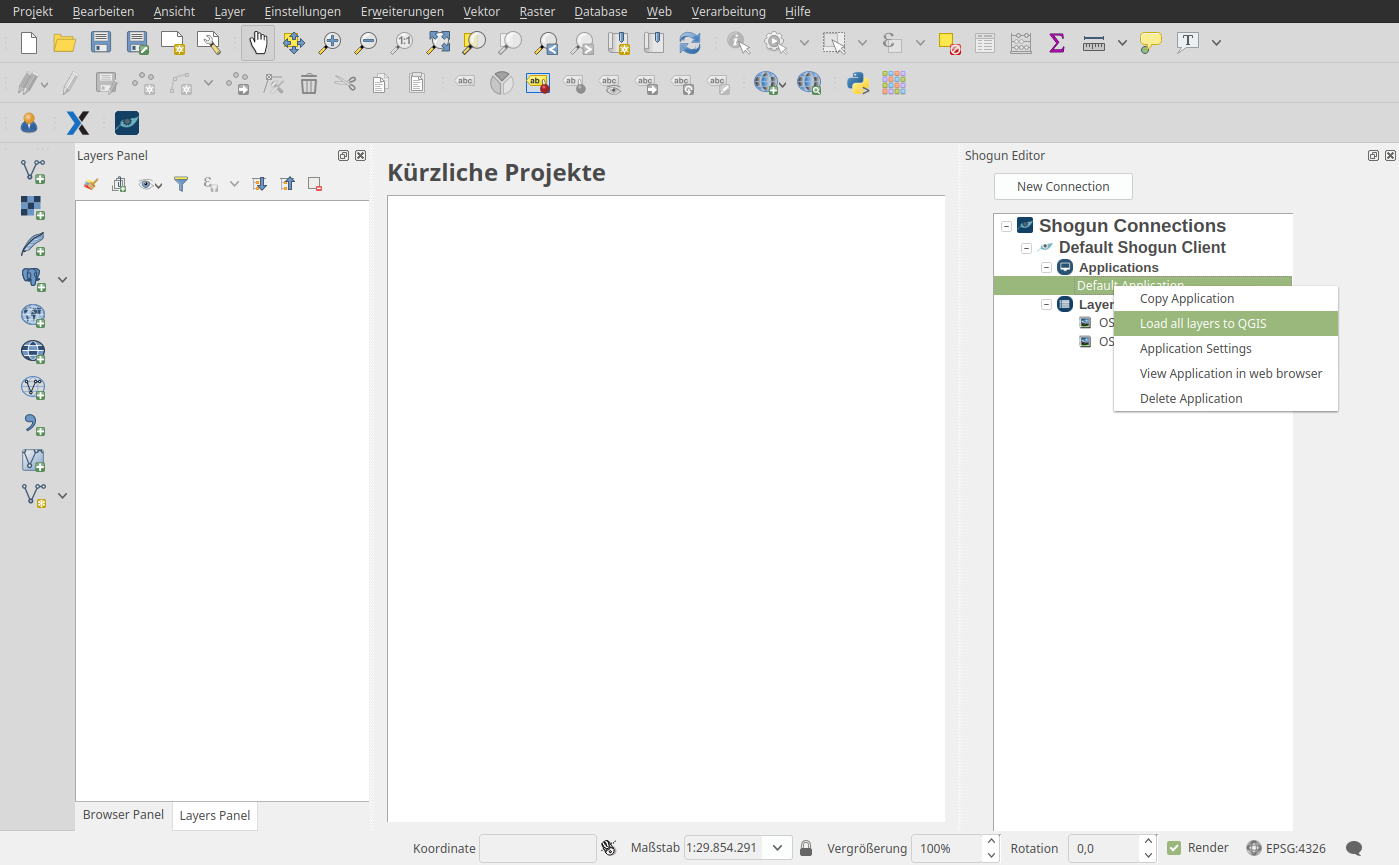 Projekt Bearbeiten Ansicht Layer Einstellungen Erweiterungen Vektor Raster Database Web Verarbeitung Hilfe
Layers Panel
Kürzliche Projekte
Shogun Editor
New Connection
Shogun Connections
Default Shogun Client
Applications
Default Application
Layer
OS
OS
Copy Application
Load all layers to QGIS
Application Settings
View Application in web browser
Delete Application
Browser Panel Layers Panel
Koordinate Maßstab 1:29.854.291 Vergrößerung 100% Rotation 0,0 Render EPSG:4326